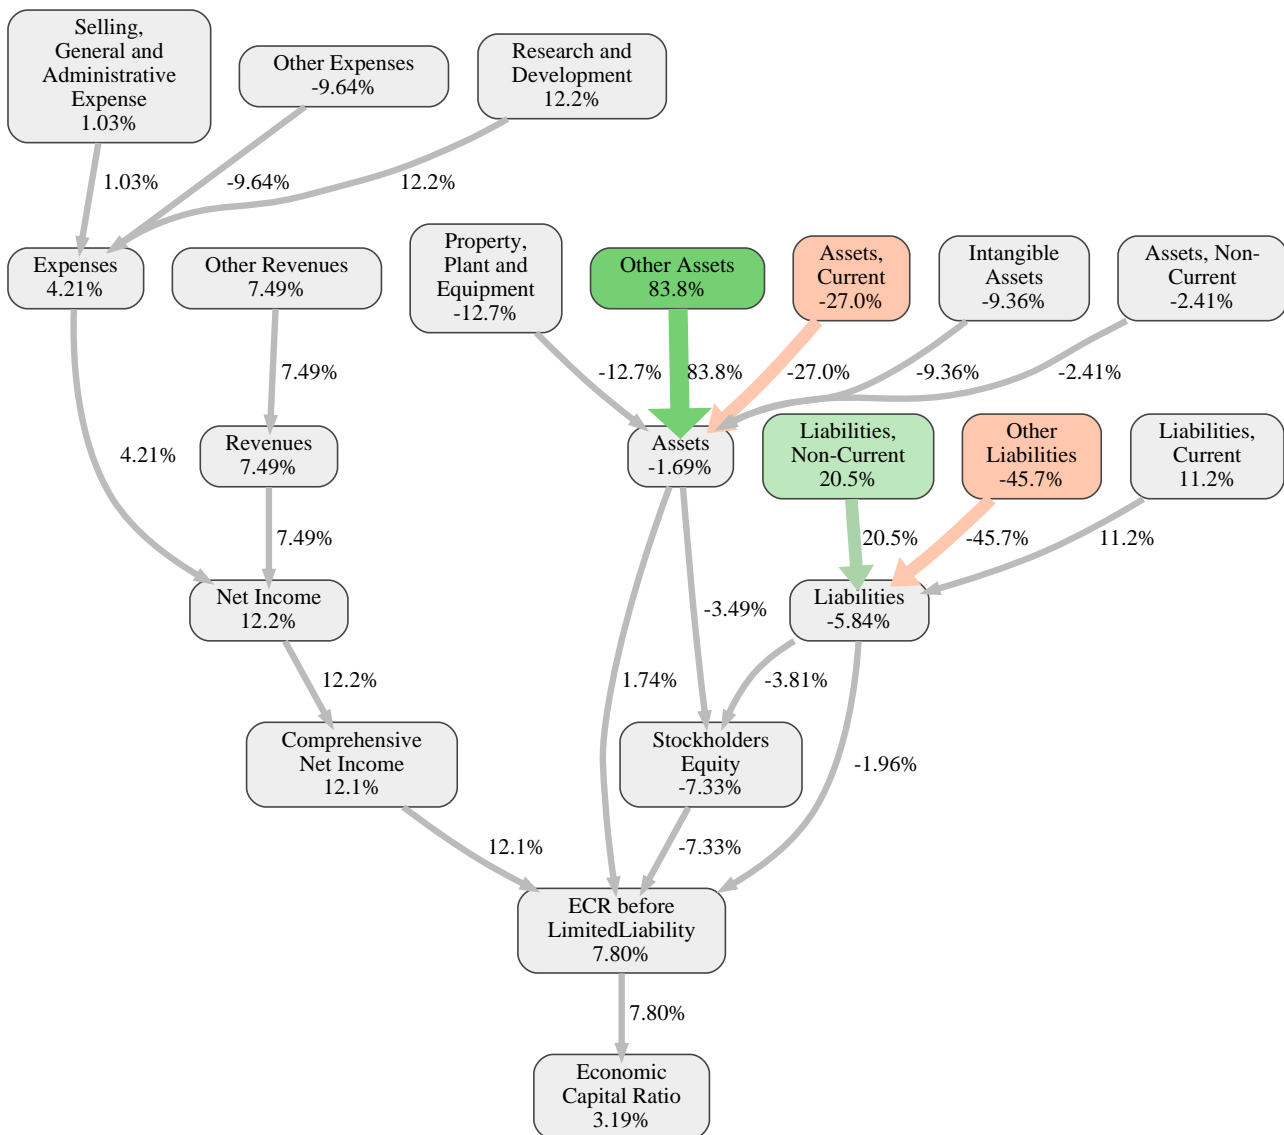 Selling,
General and
Administrative
Expense
1.03%
Other Expenses
-9.64%
Research and
Development
12.2%
1.03%
-9.64%
12.2%
Expenses
4.21%
Other Revenues
7.49%
Property,
Plant and
Equipment
-12.7%
Other Assets
83.8%
Assets,
Current
-27.0%
Intangible
Assets
-9.36%
Assets, Non-
Current
-2.41%
7.49%
-12.7%
83.8%
-27.0%
-9.36%
-2.41%
4.21%
Revenues
7.49%
Assets
-1.69%
Liabilities,
Non-Current
20.5%
Other
Liabilities
-45.7%
Liabilities,
Current
11.2%
7.49%
20.5%
-45.7%
11.2%
Net Income
12.2%
-3.49%
Liabilities
-5.84%
12.2%
1.74%
-3.81%
Comprehensive
Net Income
12.1%
Stockholders
Equity
-7.33%
-1.96%
12.1%
-7.33%
ECR before
LimitedLiability
7.80%
7.80%
Economic
Capital Ratio
3.19%